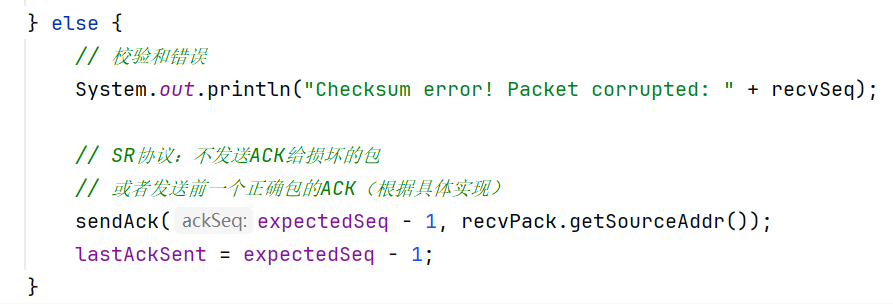 } else {
// 校验和错误
System.out.println("Checksum error! Packet corrupted: " + recvSeq);
// SR协议：不发送ACK给损坏的包
// 或者发送前一个正确包的ACK（根据具体实现）
sendAck( ackSeq: expectedSeq - 1, recvPack.getSourceAddr());
lastAckSent = expectedSeq - 1;
}